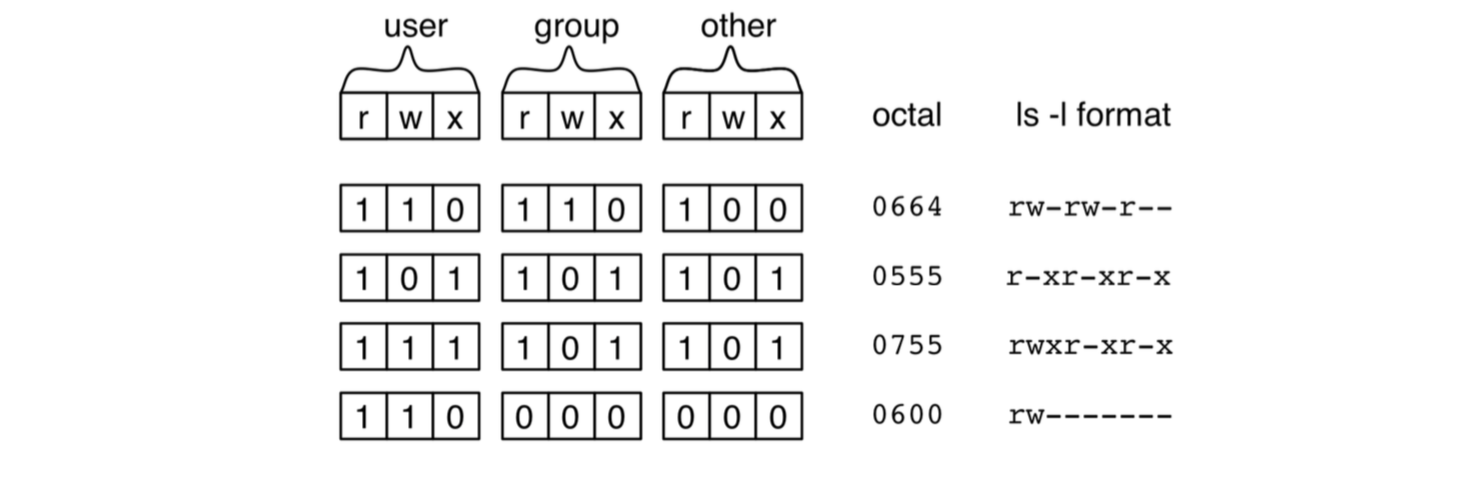 user group other
r w x r w x r w x octal ls -l format
1 1 0 1 1 0 1 0 0 0664 rw-rw-r--
1 0 1 1 0 1 1 0 1 0555 r-xr-xr-x
1 1 1 1 0 1 1 0 1 0755 rwxr-xr-x
1 1 0 0 0 0 0 0 0 0600 rw-------